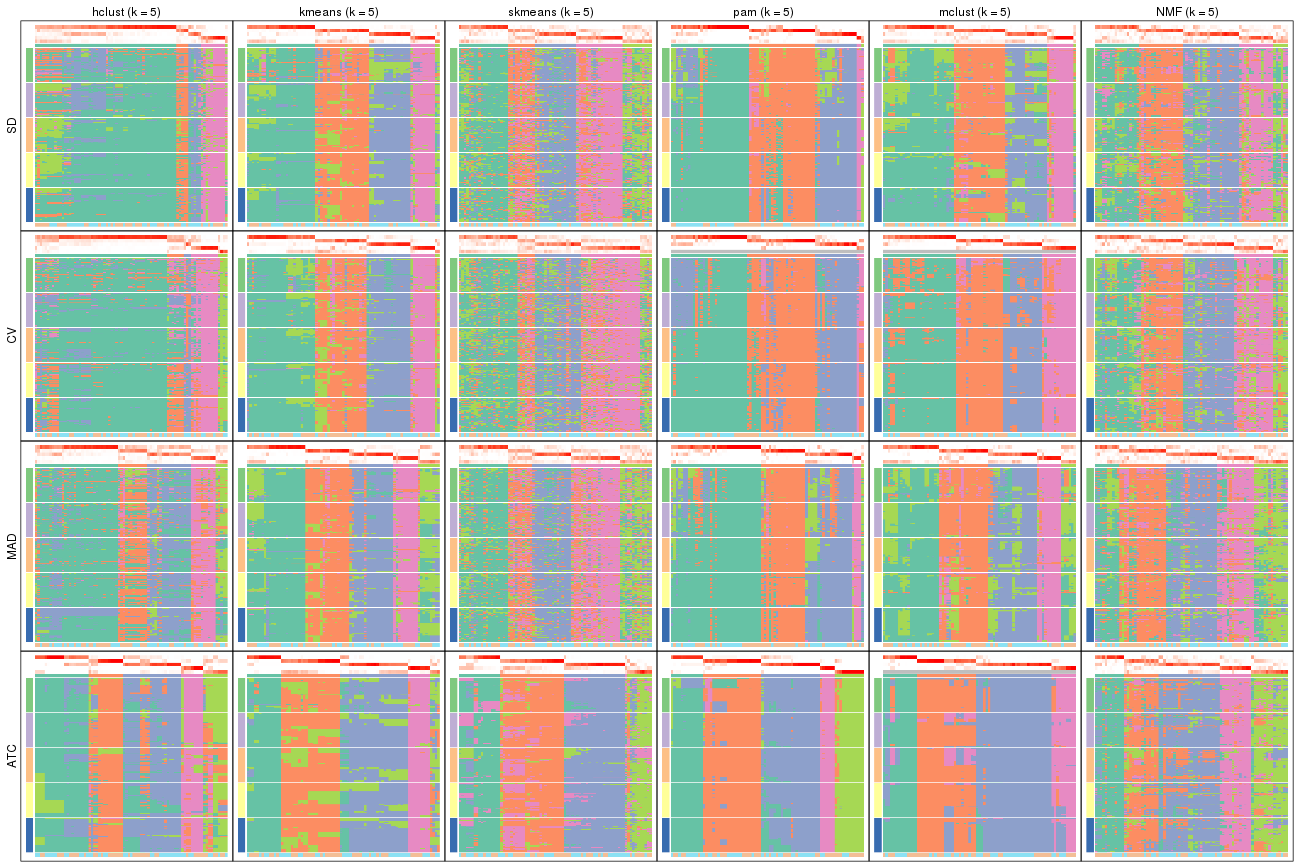 hclust (k = 5) kmeans (k = 5) skmeans (k = 5) pam (k = 5) mclust (k = 5) NMF (k = 5)
SD
CV
MAD
ATC